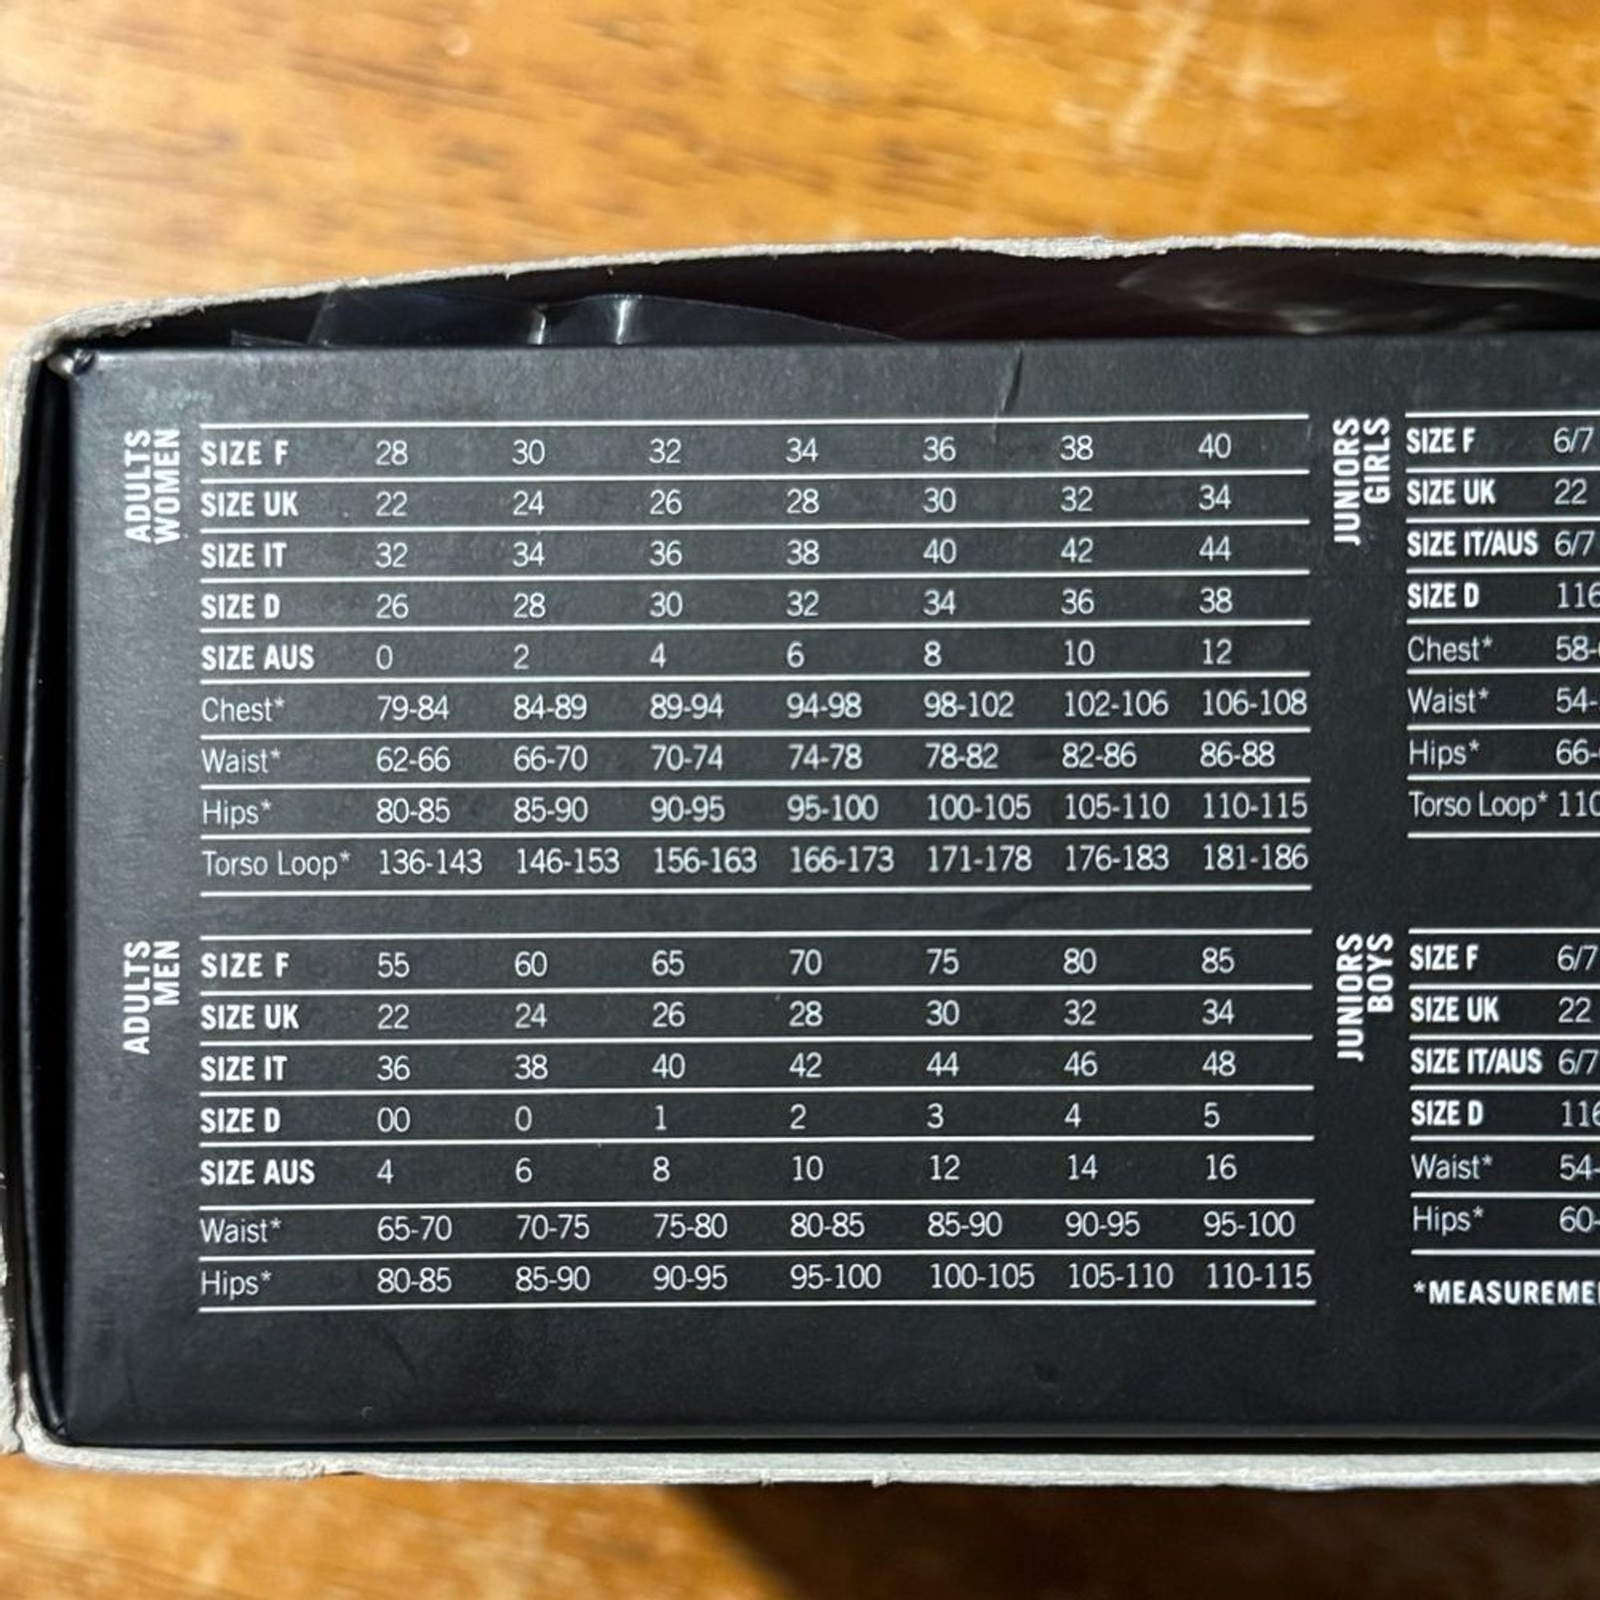 ADULTS
WOMEN
SIZE F 28 30 32 34 36 38 40
SIZE UK 22 24 26 28 30 32 34
SIZE IT 32 34 36 38 40 42 44
SIZE D 26 28 30 32 34 36 38
SIZE AUS 0 2 4 6 8 10 12
Chest* 79-84 84-89 89-94 94-98 98-102 102-106 106-108
Waist* 62-66 66-70 70-74 74-78 78-82 82-86 86-88
Hips* 80-85 85-90 90-95 95-100 100-105 105-110 110-115
Torso Loop* 136-143 146-153 156-163 166-173 171-178 176-183 181-186
ADULTS
MEN
SIZE F 55 60 65 70 75 80 85
SIZE UK 22 24 26 28 30 32 34
SIZE IT 36 38 40 42 44 46 48
SIZE D 00 0 1 2 3 4 5
SIZE AUS 4 6 8 10 12 14 16
Waist* 65-70 70-75 75-80 80-85 85-90 90-95 95-100
Hips* 80-85 85-90 90-95 95-100 100-105 105-110 110-115
JUNIORS
GIRLS
SIZE F 6/7
SIZE UK 22
SIZE IT/AUS 6/7
SIZE D 116
Chest* 58-
Waist* 54-
Hips* 66-
Torso Loop* 110
JUNIORS
BOYS
SIZE F 6/7
SIZE UK 22
SIZE IT/AUS 6/7
SIZE D 116
Waist* 54-
Hips* 60-
*MEASUREME